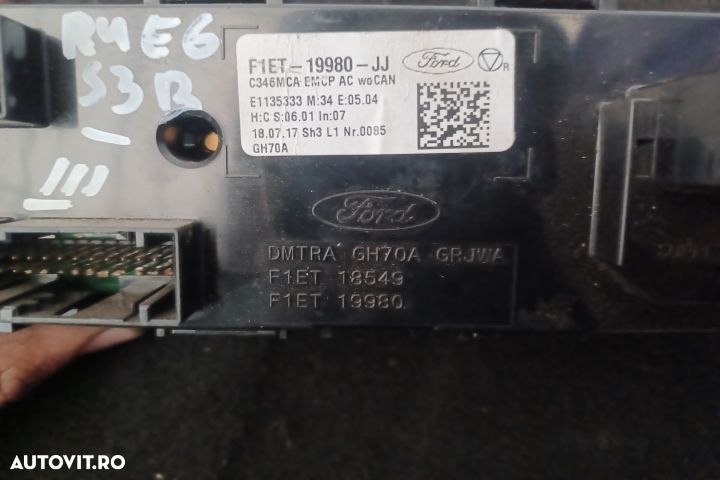 R4E6
S3B
F1ET-19980-JJ Ford
C346MCA EMCP AC woCAN
E1135333 M:34 E:05.04
H:C S:06.01 In:07
18.07.17 Sh3 L1 Nr.0085
GH70A
R
Ford
DMTRA GH70A GRJWA
F1ET 18549
F1ET 19980
AUTOVIT.RO